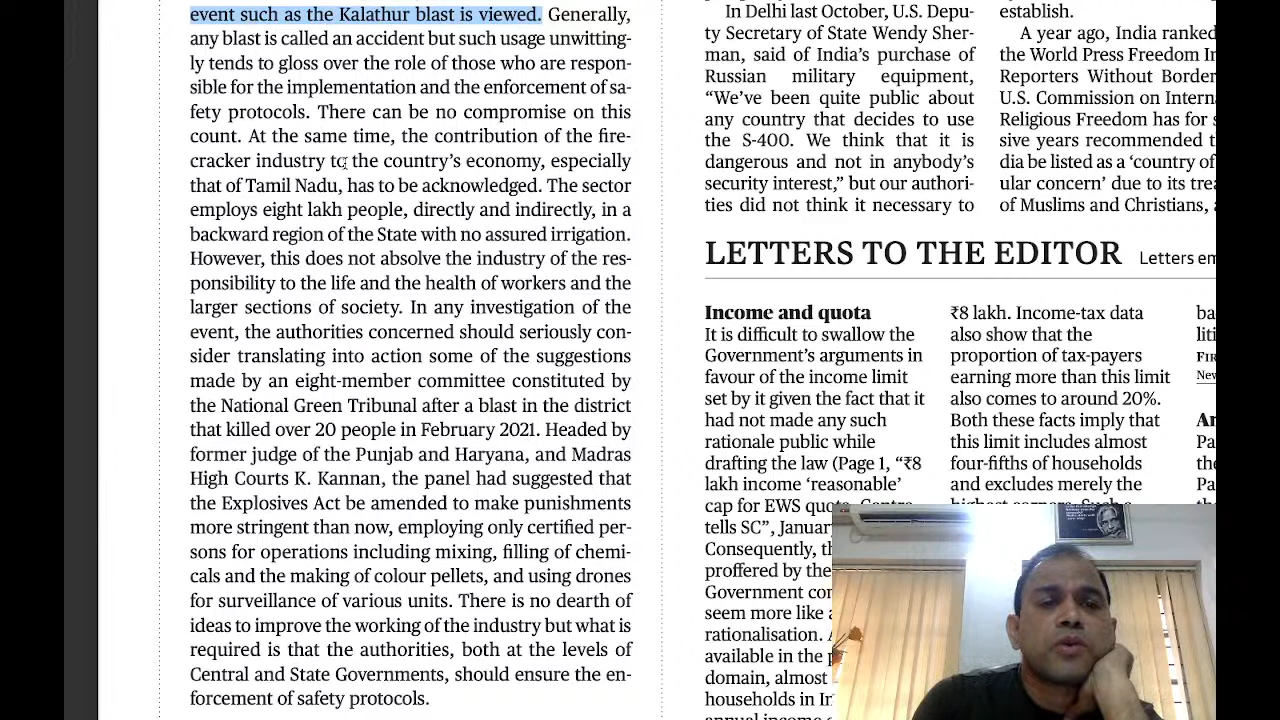 event such as the Kalathur blast is viewed. Generally,
any blast is called an accident but such usage unwitting-
ly tends to gloss over the role of those who are respon-
sible for the implementation and the enforcement of sa-
fety protocols. There can be no compromise on this
count. At the same time, the contribution of the fire-
cracker industry to the country’s economy, especially
that of Tamil Nadu, has to be acknowledged. The sector
employs eight lakh people, directly and indirectly, in a
backward region of the State with no assured irrigation.
However, this does not absolve the industry of the res-
ponsibility to the life and the health of workers and the
larger sections of society. In any investigation of the
event, the authorities concerned should seriously con-
sider translating into action some of the suggestions
made by an eight-member committee constituted by
the National Green Tribunal after a blast in the district
that killed over 20 people in February 2021. Headed by
former judge of the Punjab and Haryana, and Madras
High Courts K. Kannan, the panel had suggested that
the Explosives Act be amended to make punishments
more stringent than now, employing only certified per-
sons for operations including mixing, filling of chemi-
cals and the making of colour pellets, and using drones
for surveillance of various units. There is no dearth of
ideas to improve the working of the industry but what is
required is that the authorities, both at the levels of
Central and State Governments, should ensure the en-
forcement of safety protocols.
In Delhi last October, U.S. Depu-
ty Secretary of State Wendy Sher-
man, said of India’s purchase of
Russian military equipment,
“We’ve been quite public about
any country that decides to use
the S-400. We think that it is
dangerous and not in anybody’s
security interest,” but our authori-
ties did not think it necessary to
establish.
A year ago, India ranked
the World Press Freedom In
Reporters Without Border
U.S. Commission on Intern
Religious Freedom has for s
sive years recommended t
dia be listed as a ‘country of
ular concern’ due to its trea
of Muslims and Christians,
LETTERS TO THE EDITOR Letters em
Income and quota
It is difficult to swallow the
Government’s arguments in
favour of the income limit
set by it given the fact that it
had not made any such
rationale public while
drafting the law (Page 1, “₹8
lakh income ‘reasonable’
cap for EWS quota
tells SC”, Januar
Consequently, th
proffered by the
Government con
seem more like a
rationalisation.
available in the p
domain, almost
households in In
₹8 lakh. Income-tax data
also show that the
proportion of tax-payers
earning more than this limit
also comes to around 20%.
Both these facts imply that
this limit includes almost
four-fifths of households
and excludes merely the
ba
liti
FIR
New
An
Pa
the
Pa